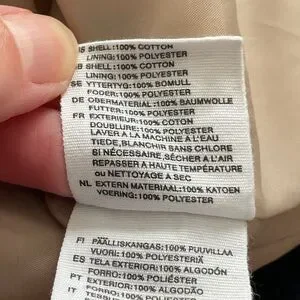 US SHELL:100% COTTON
LINING:100% POLYESTER
GB SHELL:100% COTTON
LINING:100% POLYESTER
SE YTTERTYG:100% BOMULL
FODER:100% POLYESTER
DE OBERMATERIAL:100% BAUMWOLLE
FUTTER:100% POLYESTER
FR EXTERIEUR:100% COTON
DOUBLURE:100% POLYESTER
LAVER A LA MACHINE A L'EAU
TIEDE,BLANCHIR SANS CHLORE
SI NÉCESSAIRE,SÉCHER A L'AIR
REPASSER A HAUTE TEMPÉRATURE
OU NETTOYAGE A SEC
NL EXTERN MATERIAAL:100% KATOEN
VOERING:100% POLYESTER
FI PÄÄLLISKANGAS:100% PUUVILLAA
VUORI:100% POLYESTERIÄ
ES TELA EXTERIOR:100% ALGODÓN
FORRO:100% POLIÉSTER
PT EXTERIOR:100% ALGODÃO
FORRO:100%
IT TESSU